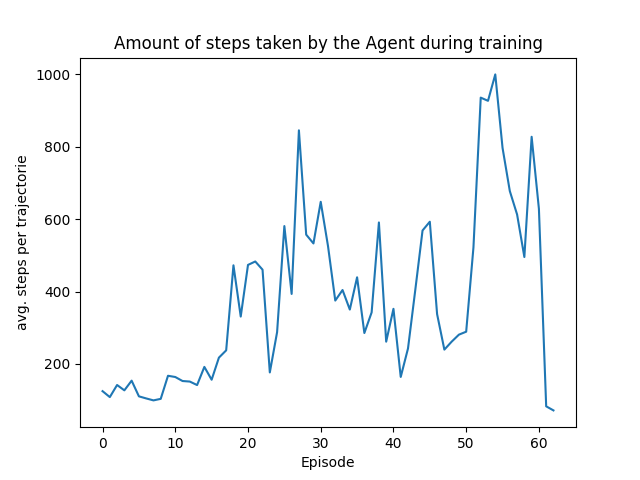 Amount of steps taken by the Agent during training
1000
800
600
400
200
avg. steps per trajectorie
0 10 20 30 40 50 60
Episode